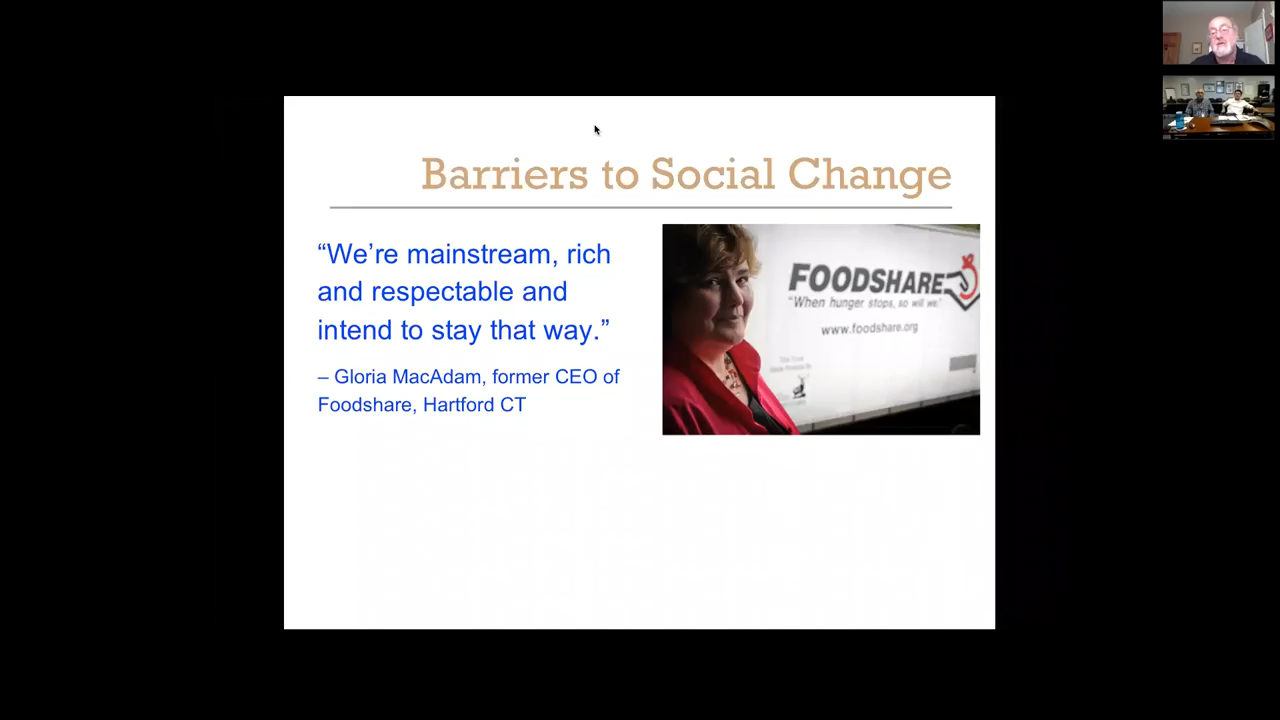 Barriers to Social Change
“We’re mainstream, rich
and respectable and
intend to stay that way.”
– Gloria MacAdam, former CEO of
Foodshare, Hartford CT
FOODSHARE
“When hunger stops, so will we.”
www.foodshare.org